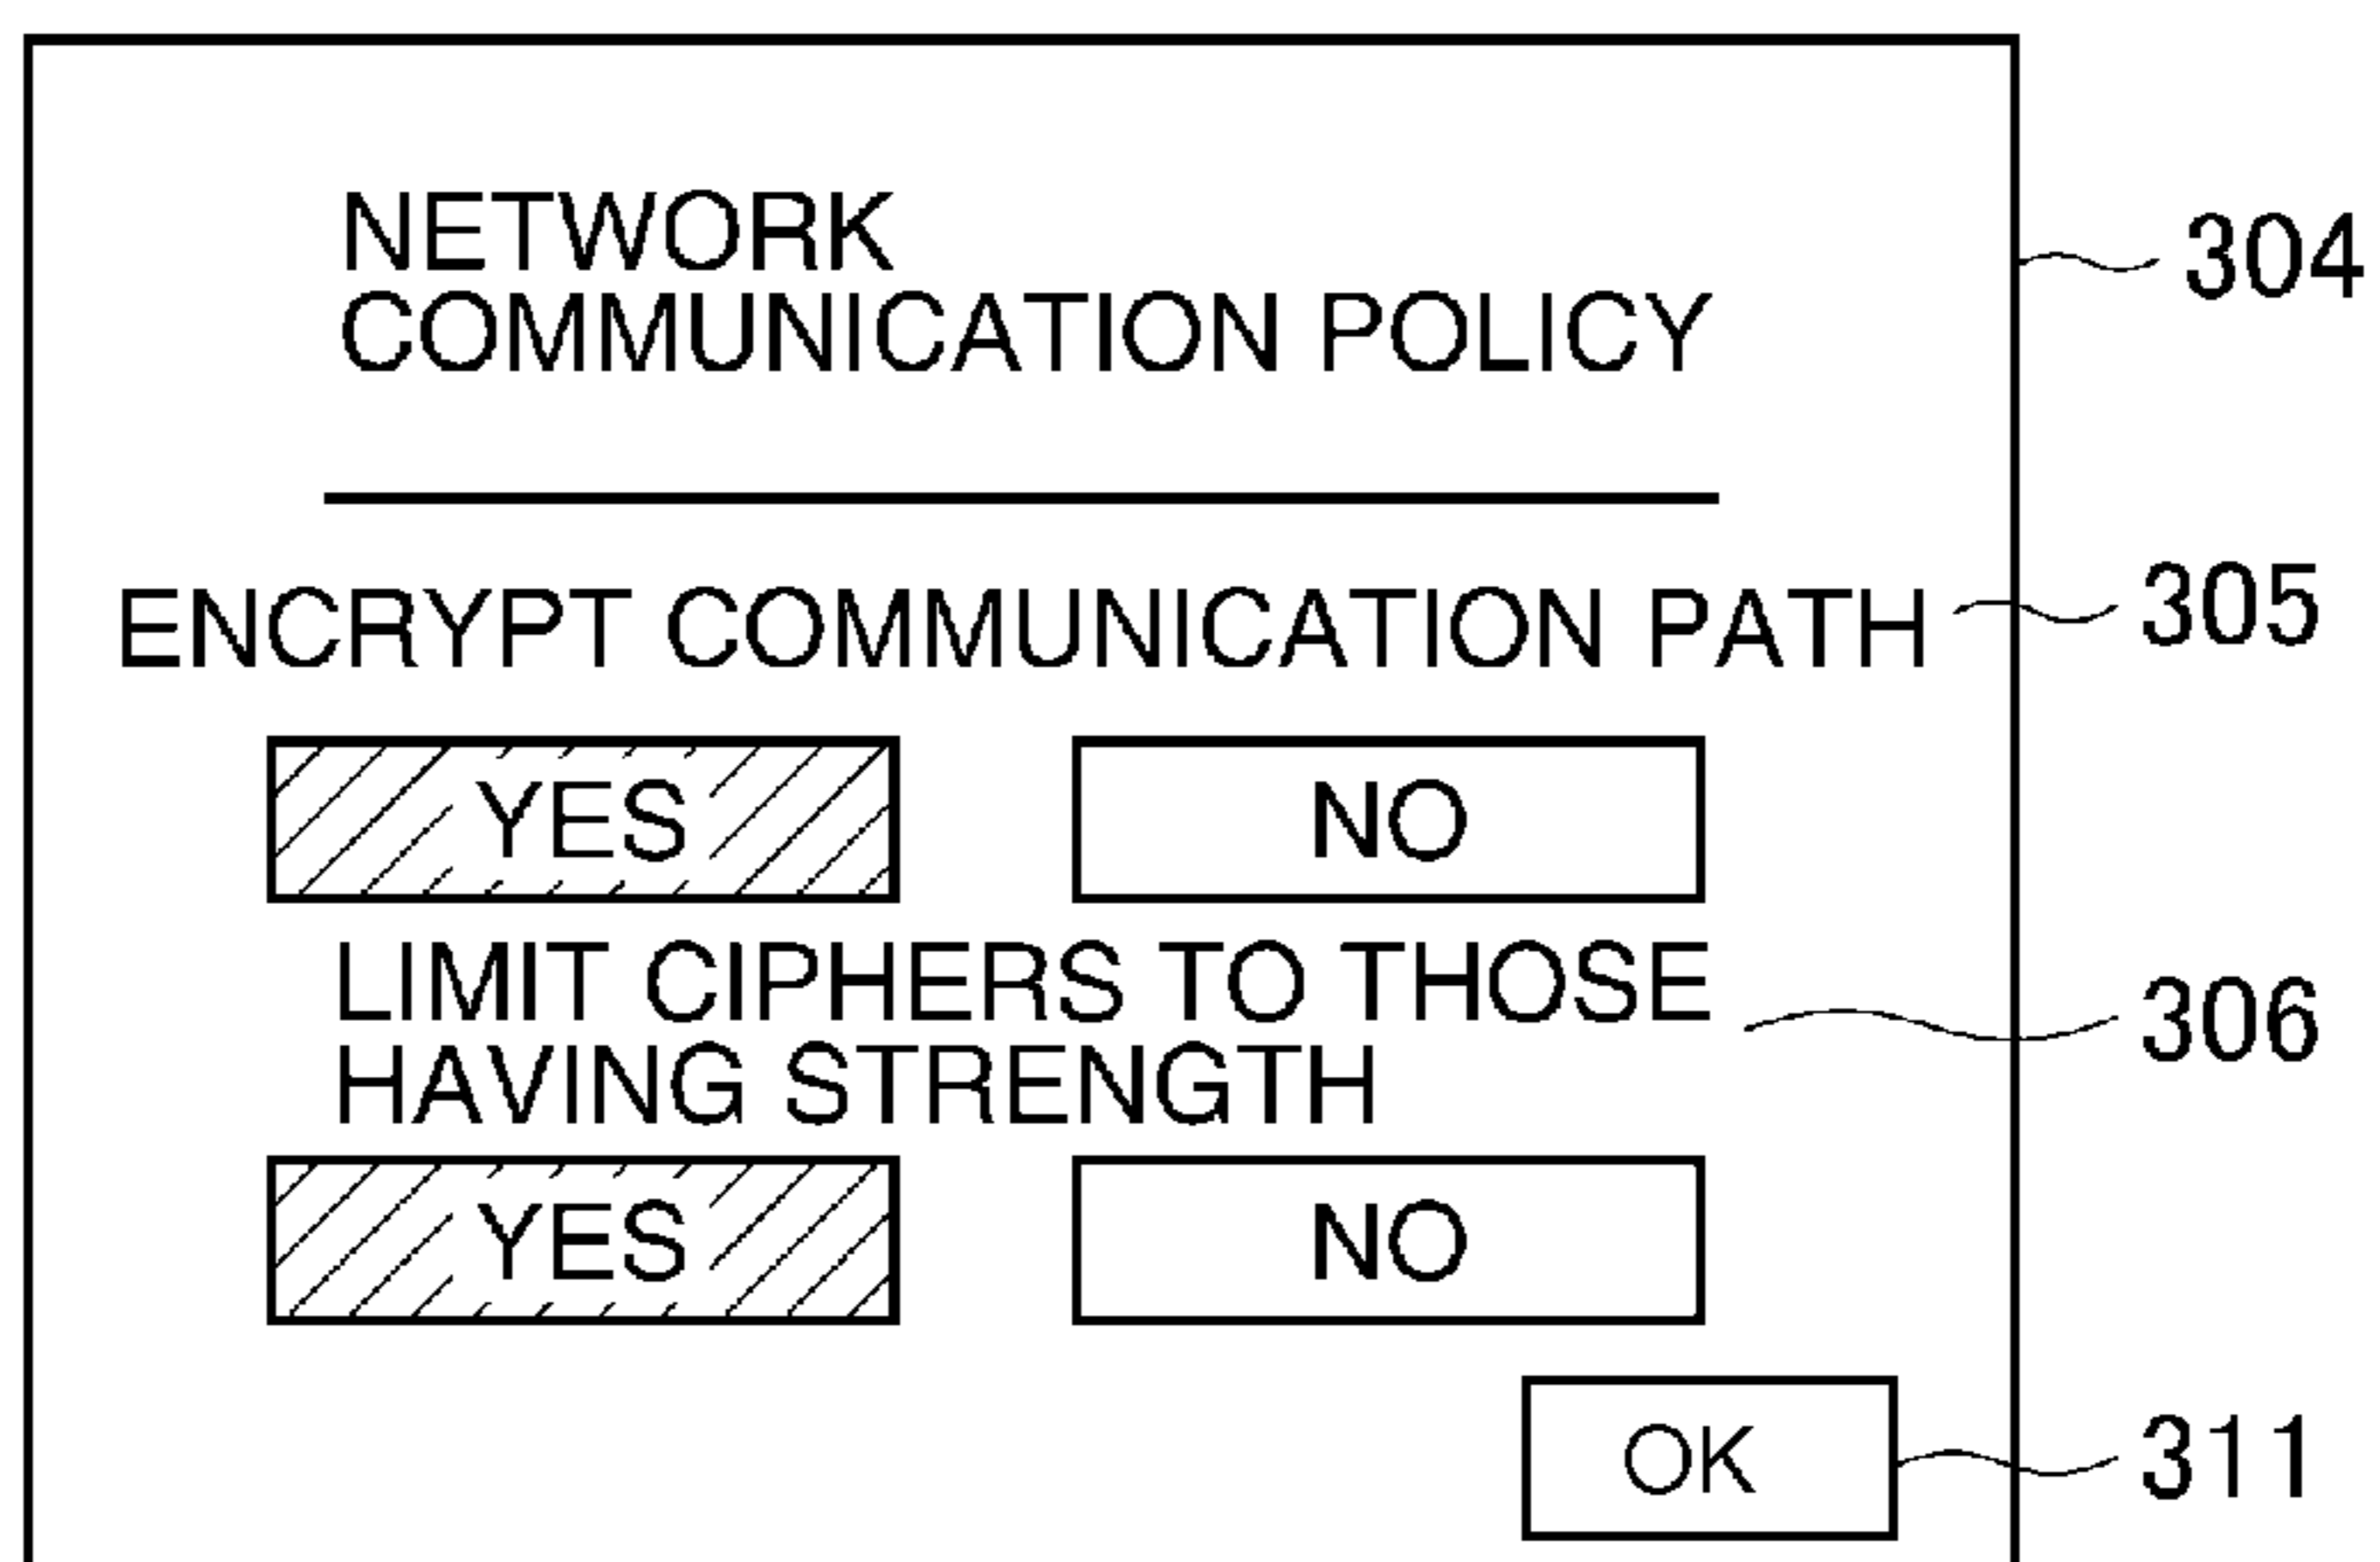 NETWORK
COMMUNICATION POLICY
304
ENCRYPT COMMUNICATION PATH
305
YES
NO
LIMIT CIPHERS TO THOSE
HAVING STRENGTH
306
YES
NO
OK
311